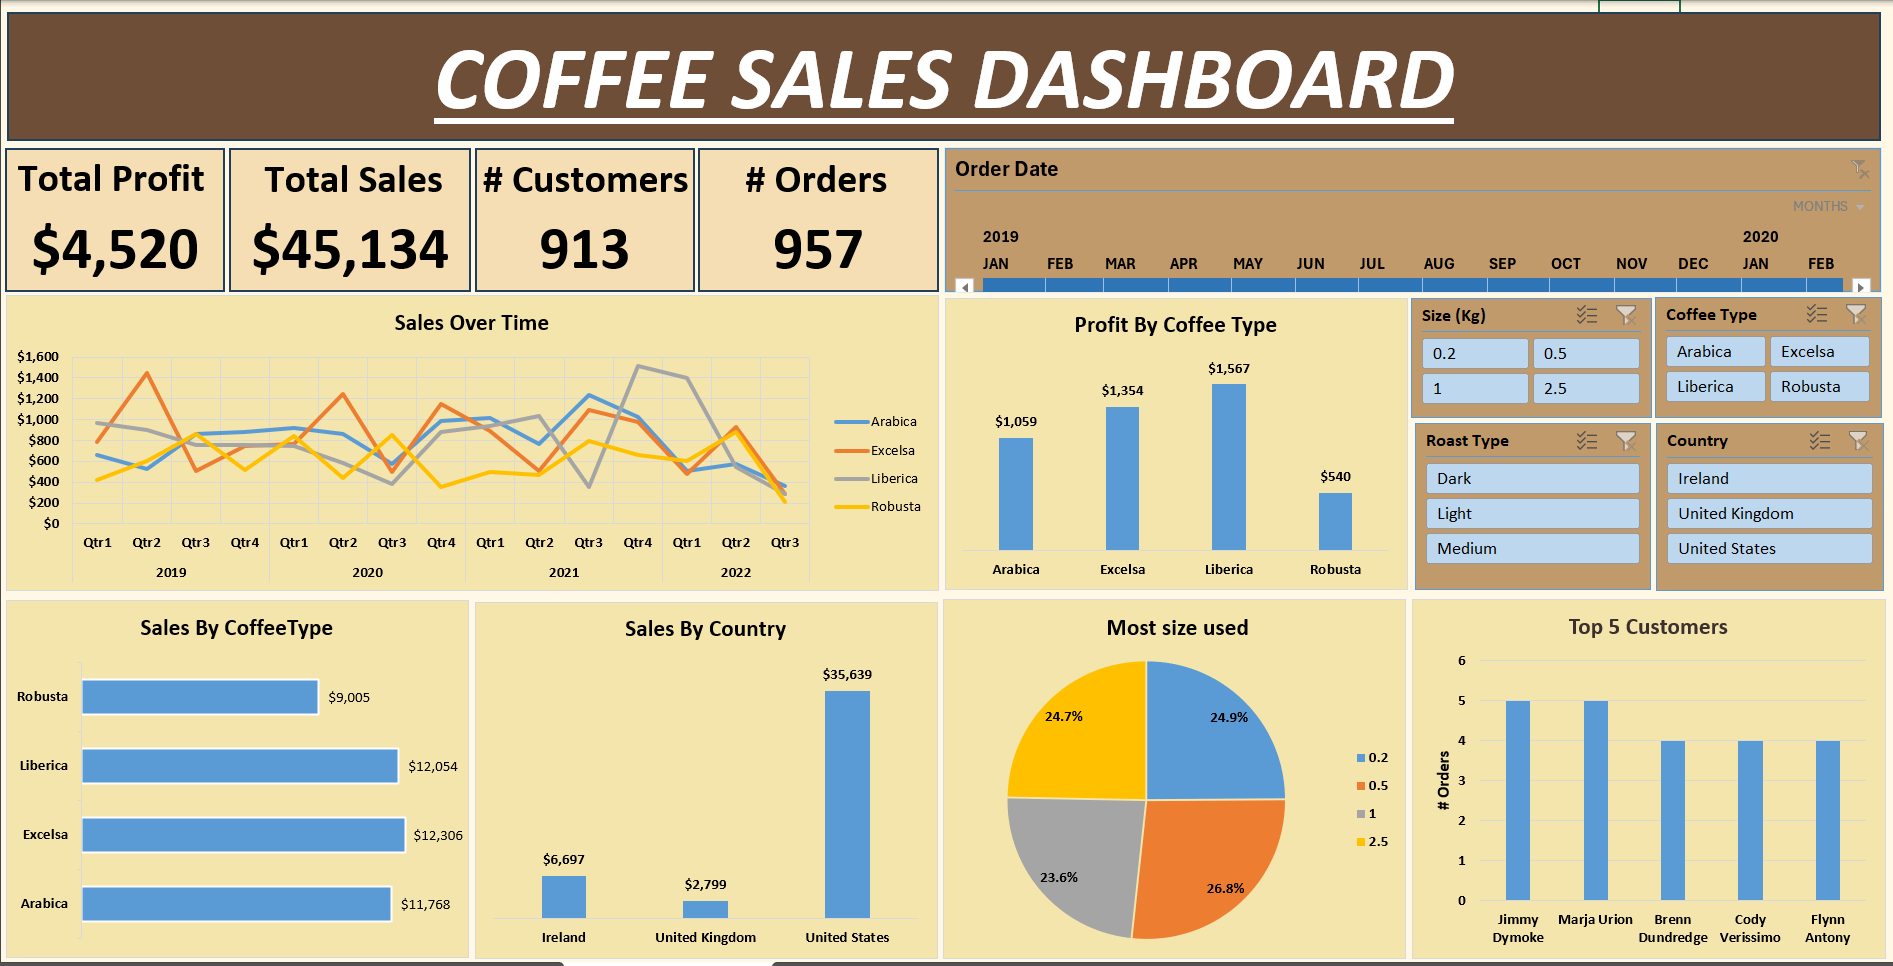 COFFEE SALES DASHBOARD
Total Profit
$4,520
Total Sales
$45,134
# Customers
913
# Orders
957
Order Date
MONTHS
2019 2020
JAN FEB MAR APR MAY JUN JUL AUG SEP OCT NOV DEC JAN FEB
Sales Over Time
$1,600
$1,400
$1,200
$1,000
$800
$600
$400
$200
$0
Qtr1 Qtr2 Qtr3 Qtr4 Qtr1 Qtr2 Qtr3 Qtr4 Qtr1 Qtr2 Qtr3 Qtr4 Qtr1 Qtr2 Qtr3
2019 2020 2021 2022
Arabica
Excelsa
Liberica
Robusta
Profit By Coffee Type
$1,059
$1,354
$1,567
$540
Arabica Excelsa Liberica Robusta
Size (Kg)
0.2 0.5
1 2.5
Coffee Type
Arabica Excelsa
Liberica Robusta
Roast Type
Dark
Light
Medium
Country
Ireland
United Kingdom
United States
Sales By CoffeeType
Robusta $9,005
Liberica $12,054
Excelsa $12,306
Arabica $11,768
Sales By Country
$6,697
$2,799
$35,639
Ireland United Kingdom United States
Most size used
24.7% 24.9%
23.6% 26.8%
0.2
0.5
1
2.5
Top 5 Customers
# Orders
6
5
4
3
2
1
0
Jimmy Dymoke
Marja Urion
Brenn Dundredge
Cody Verissimo
Flynn Antony